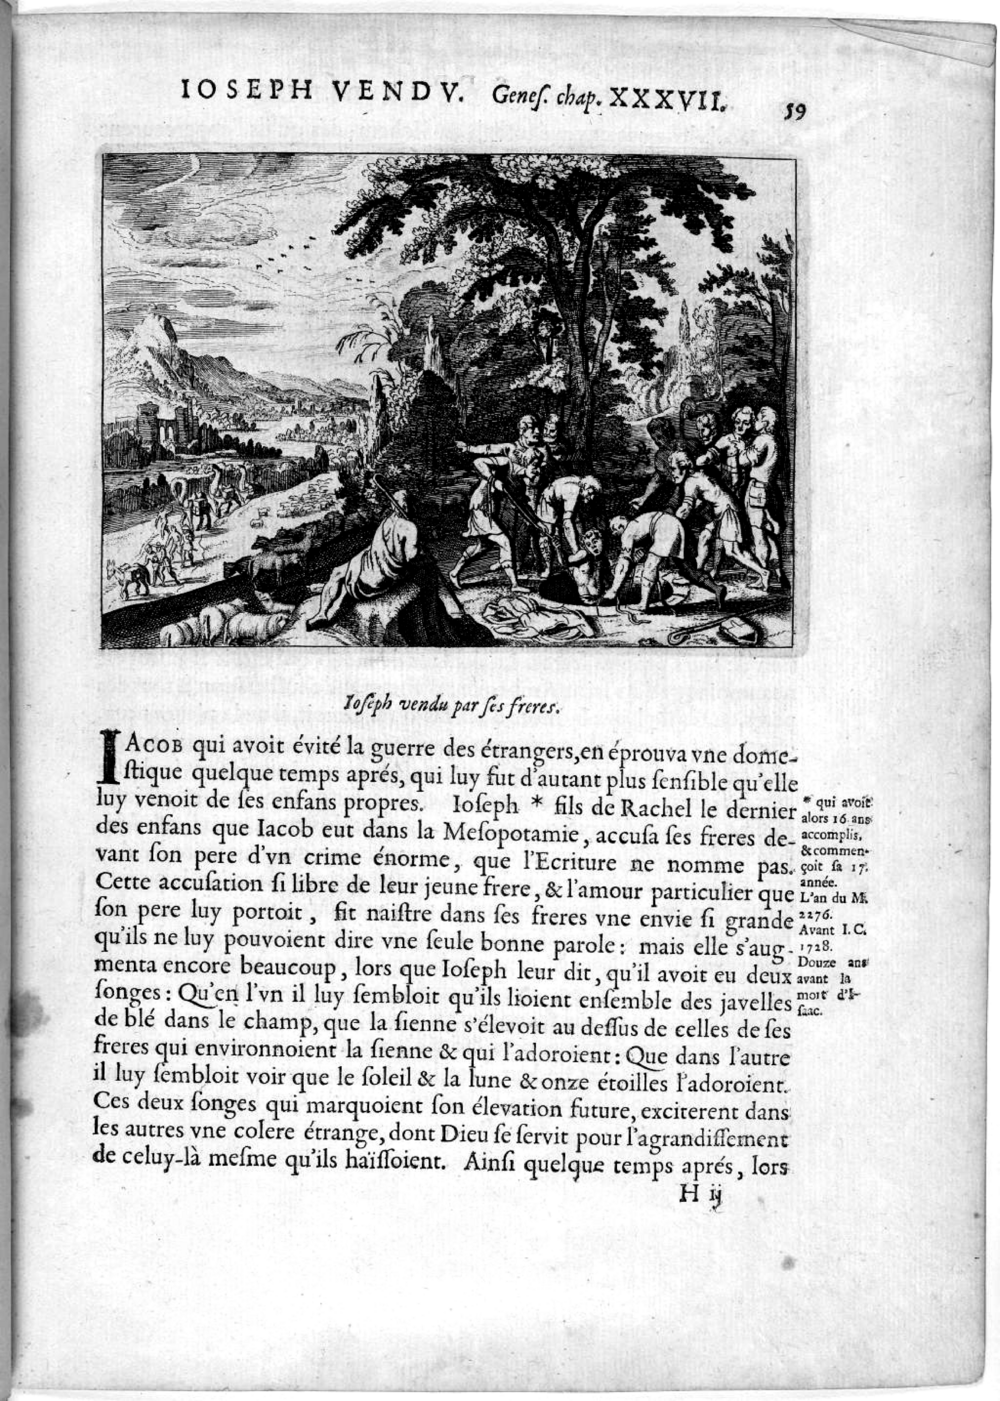 IOSEPH VENDV. Geneſ. chap. XXXVII.
59
Ioſeph vendu par ſes freres.
IACOB qui avoit évité la guerre des étrangers, en éprouva vne dome-
ſtique quelque temps aprés, qui luy fut d'autant plus ſenſible qu'elle
luy venoit de ſes enfans propres. Ioſeph * fils de Rachel le dernier
des enfans que Iacob eut dans la Meſopotamie, accuſa ſes freres de-
vant ſon pere d'vn crime énorme, que l'Ecriture ne nomme pas.
Cette accuſation ſi libre de leur jeune frere, & l'amour particulier que
ſon pere luy portoit, fit naiſtre dans ſes freres vne envie ſi grande
qu'ils ne luy pouvoient dire vne ſeule bonne parole: mais elle s'aug-
menta encore beaucoup, lors que Ioſeph leur dit, qu'il avoit eu deux
ſonges: Qu'en l'vn il luy ſembloit qu'ils lioient enſemble des javelles
de blé dans le champ, que la ſienne s'élevoit au deſſus de celles de ſes
freres qui environnoient la ſienne & qui l'adoroient: Que dans l'autre
il luy ſembloit voir que le ſoleil & la lune & onze étoilles l'adoroient.
Ces deux ſonges qui marquoient ſon élevation future, exciterent dans
les autres vne colere étrange, dont Dieu ſe ſervit pour l'agrandiſſement
de celuy-là meſme qu'ils haïſſoient. Ainſi quelque temps aprés, lors
* qui avoit
alors 16 ans
accomplis,
& commen-
çoit ſa 17.
année.
L'an du M.
2276.
Avant I. C.
1728.
Douze ans
avant la
mort d'I-
ſaac.
H ij